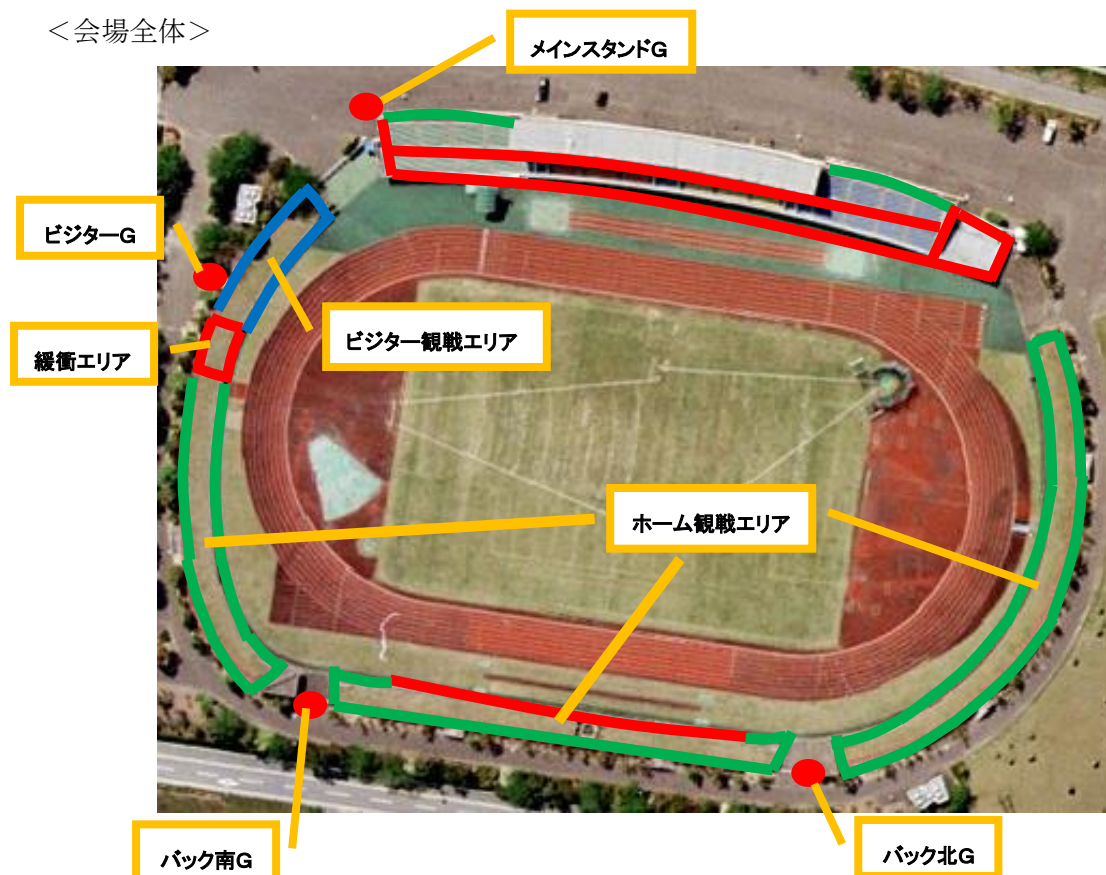 ＜会場全体＞
メインスタンドG
ビジターG
緩衝エリア
ビジター観戦エリア
ホーム観戦エリア
バック南G
バック北G